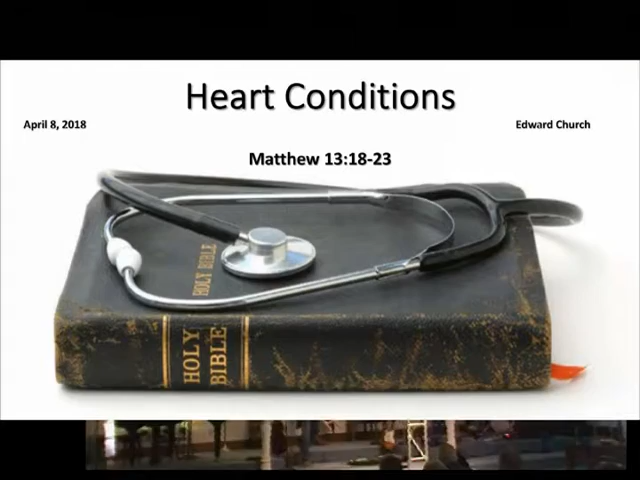 Heart Conditions
April 8, 2018
Edward Church
Matthew 13:18-23
HOLY BIBLE
HOLY
BIBLE